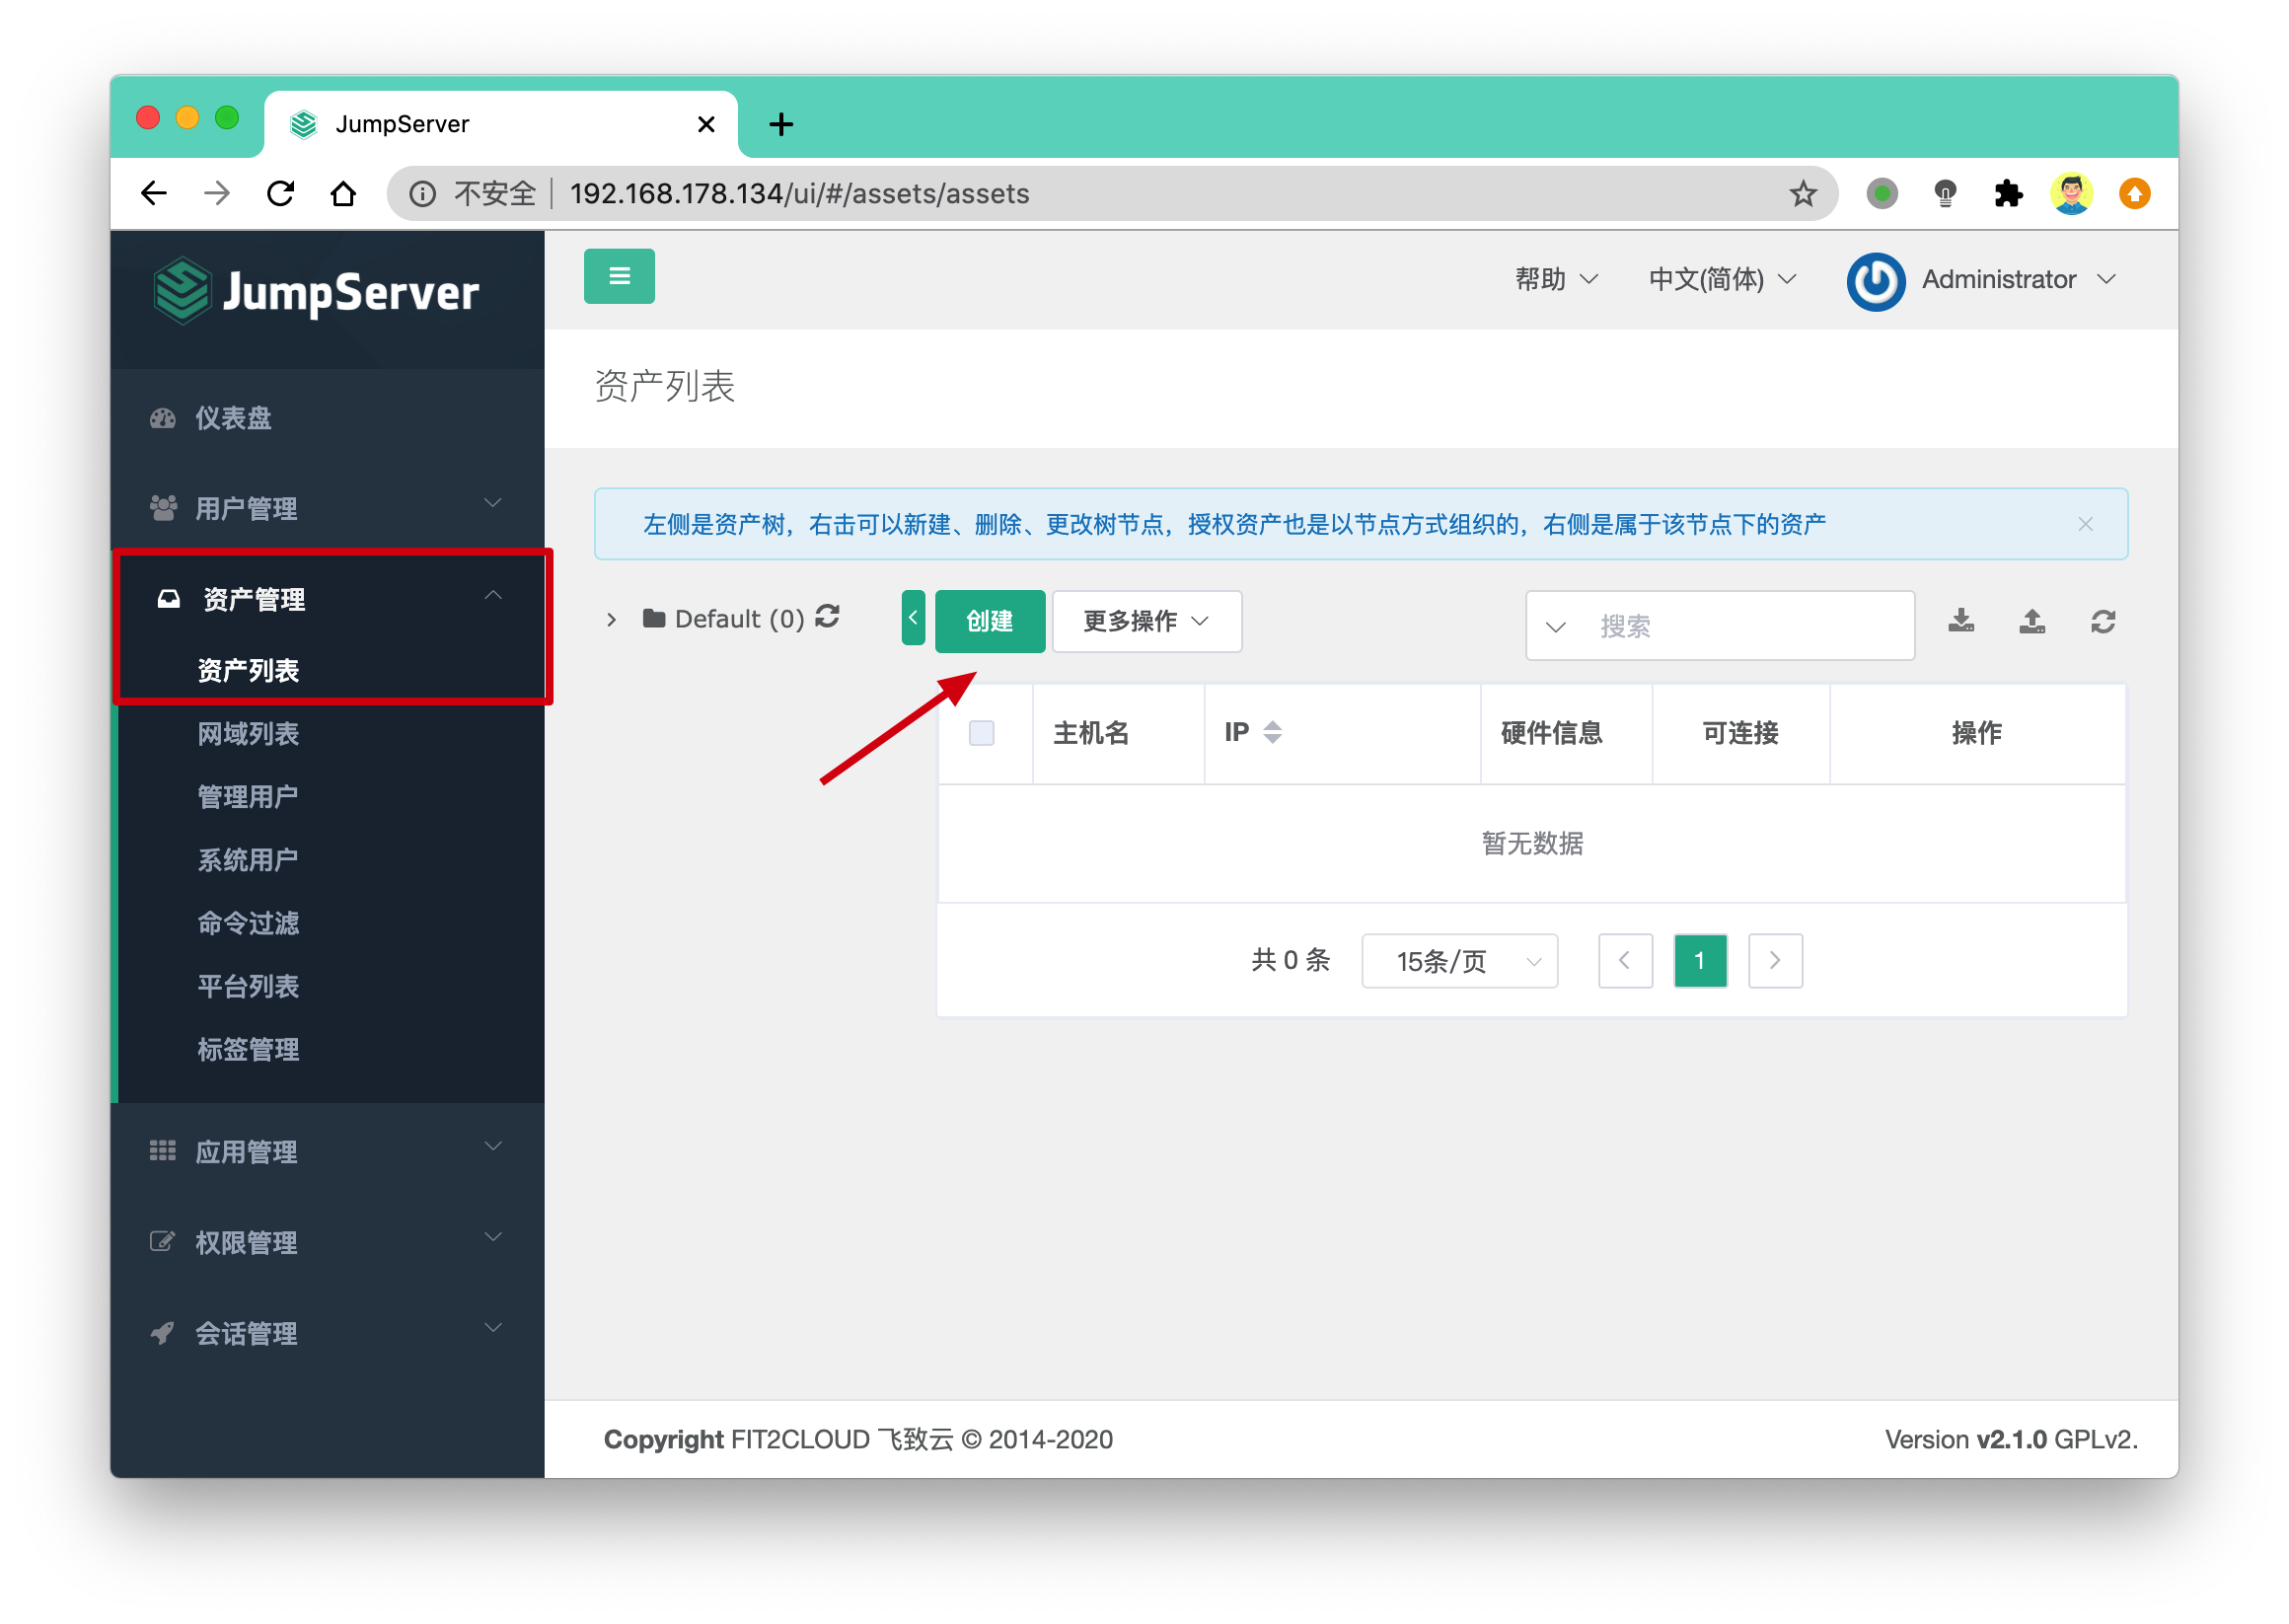 JumpServer
不安全 192.168.178.134/ui/#/assets/assets
JumpServer
帮助 中文(简体) Administrator
仪表盘
用户管理
资产管理
资产列表
网域列表
管理用户
系统用户
命令过滤
平台列表
标签管理
应用管理
权限管理
会话管理
资产列表
左侧是资产树，右击可以新建、删除、更改树节点，授权资产也是以节点方式组织的，右侧是属于该节点下的资产
Default (0)
创建 更多操作 搜索
主机名 IP 硬件信息 可连接 操作
暂无数据
共 0 条 15条/页 1
Copyright FIT2CLOUD 飞致云 © 2014-2020
Version v2.1.0 GPLv2.